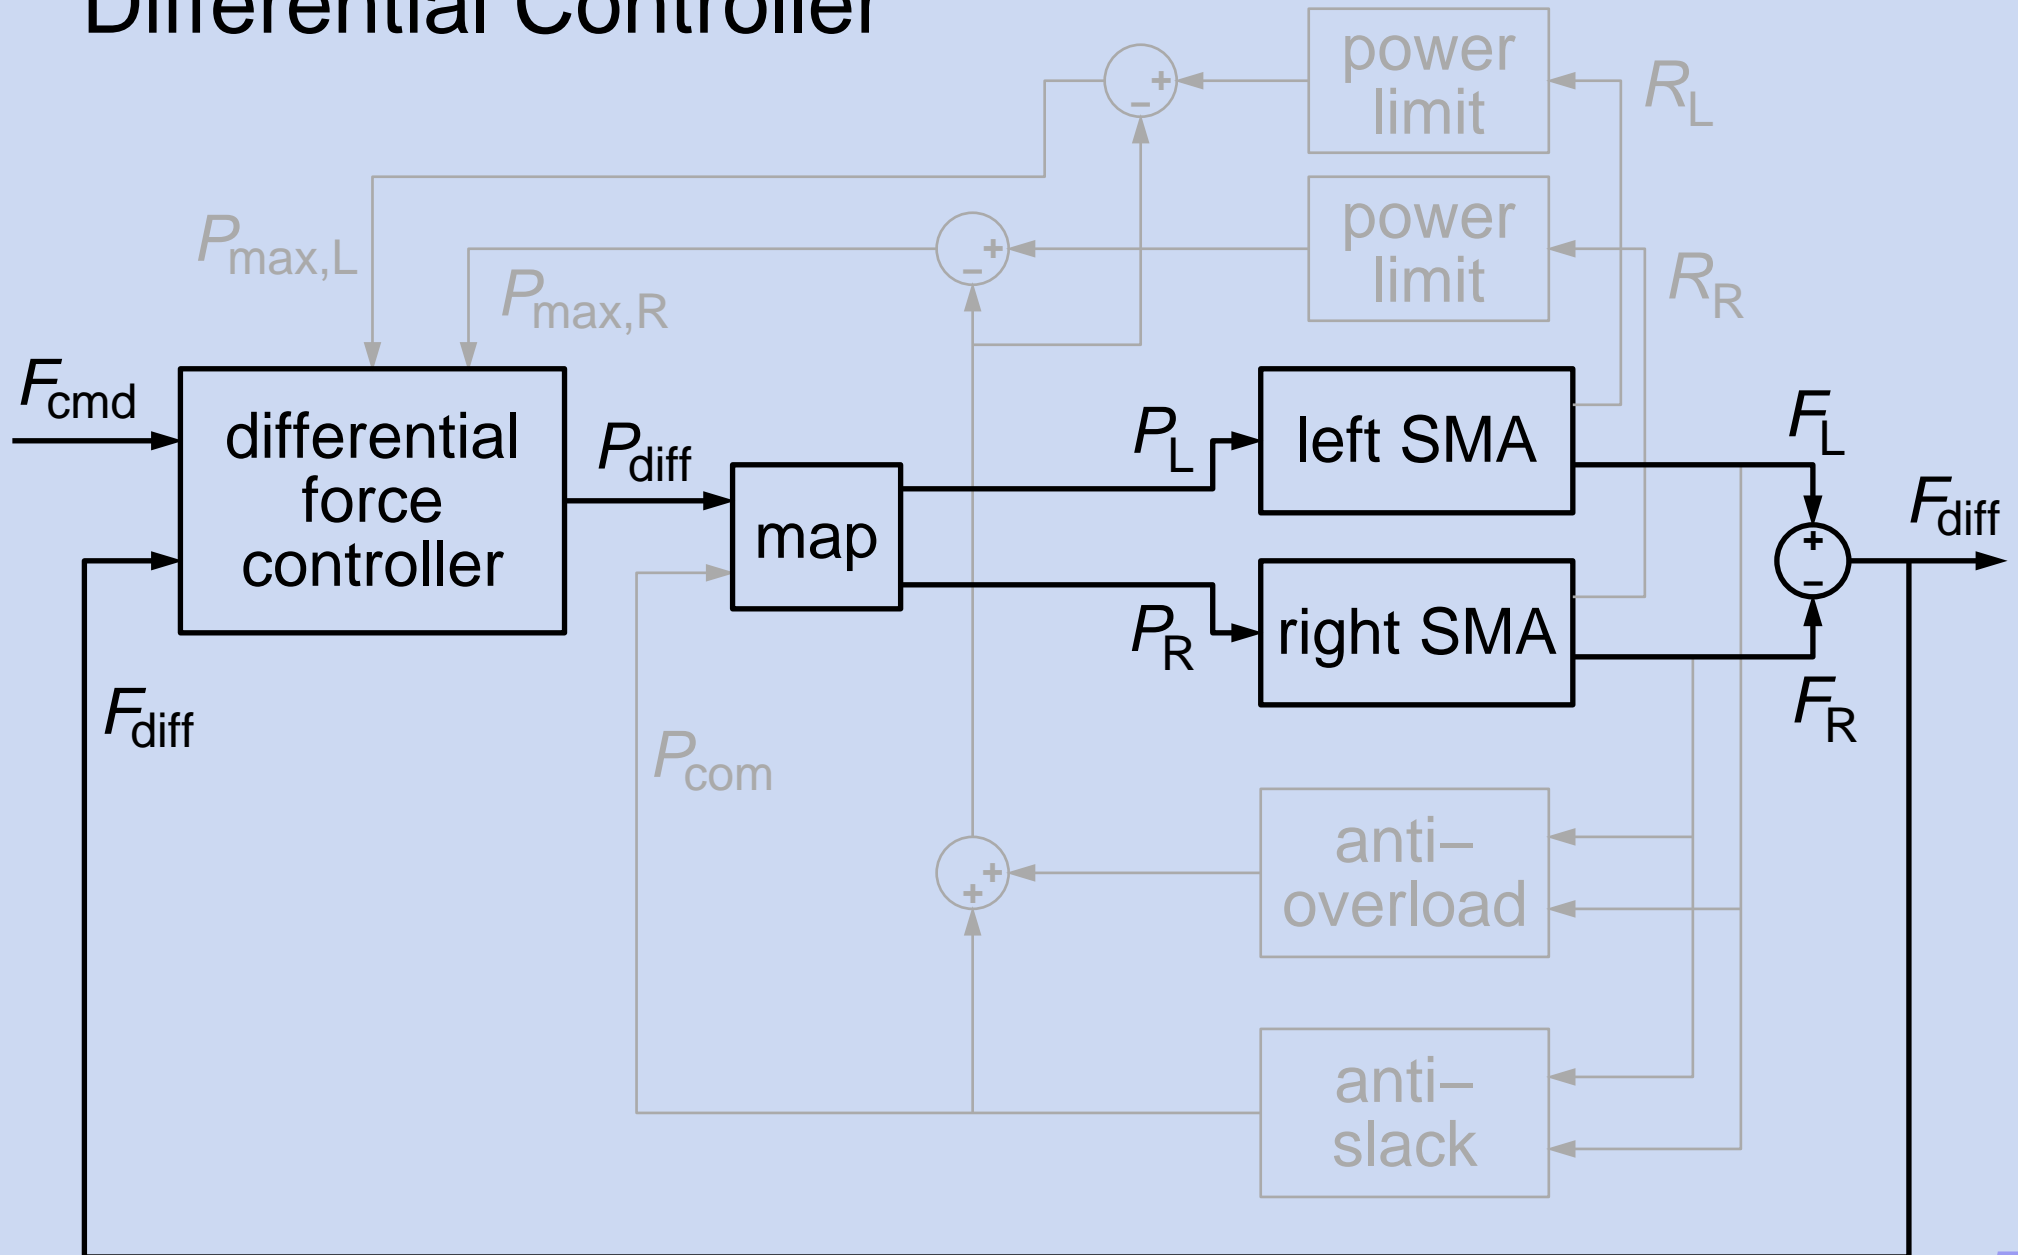 Differential Controller
power
limit
R_L
power
limit
R_R
P_max,L
P_max,R
F_cmd
differential
force
controller
P_diff
map
P_L
left SMA
F_L
F_diff
P_R
right SMA
F_R
F_diff
P_com
anti–
overload
anti–
slack
+
−
+
−
+
−
+
+